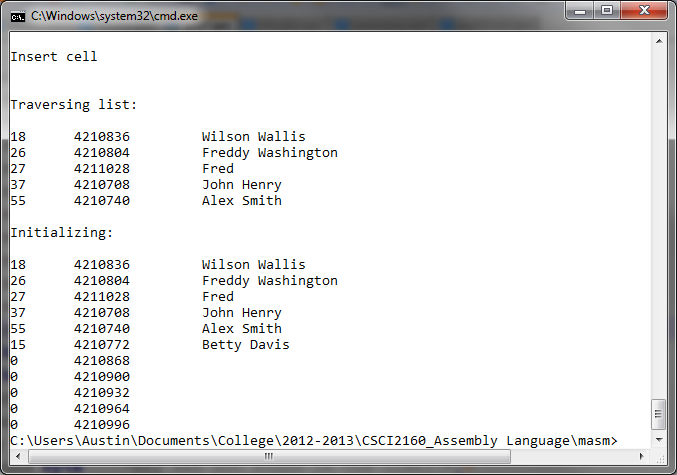 C:\Windows\system32\cmd.exe
Insert cell
Traversing list:
18 4210836 Wilson Wallis
26 4210804 Freddy Washington
27 4211028 Fred
37 4210708 John Henry
55 4210740 Alex Smith
Initializing:
18 4210836 Wilson Wallis
26 4210804 Freddy Washington
27 4211028 Fred
37 4210708 John Henry
55 4210740 Alex Smith
15 4210772 Betty Davis
0 4210868
0 4210900
0 4210932
0 4210964
0 4210996
C:\Users\Austin\Documents\College\2012-2013\CSCI2160_Assembly Language\masm>